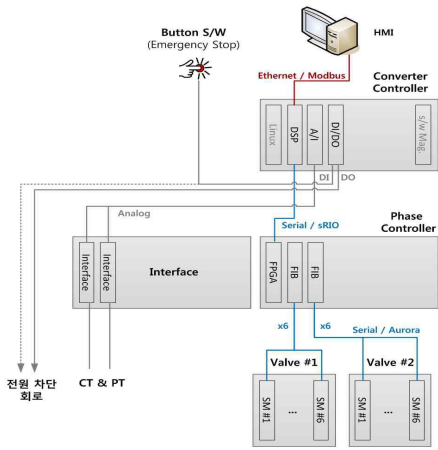 Button S/W
(Emergency Stop)
HMI
Ethernet / Modbus
Converter
Controller
Linux
DSP
A/I
DI/DO
s/w Mag.
DI
DO
Analog
Serial / sRIO
Phase
Controller
Interface
Interface
Interface
FPGA
FIB
FIB
x6
x6
Serial / Aurora
전원 차단
회로
CT & PT
Valve #1
Valve #2
SM #1
...
SM #6
SM #1
...
SM #6